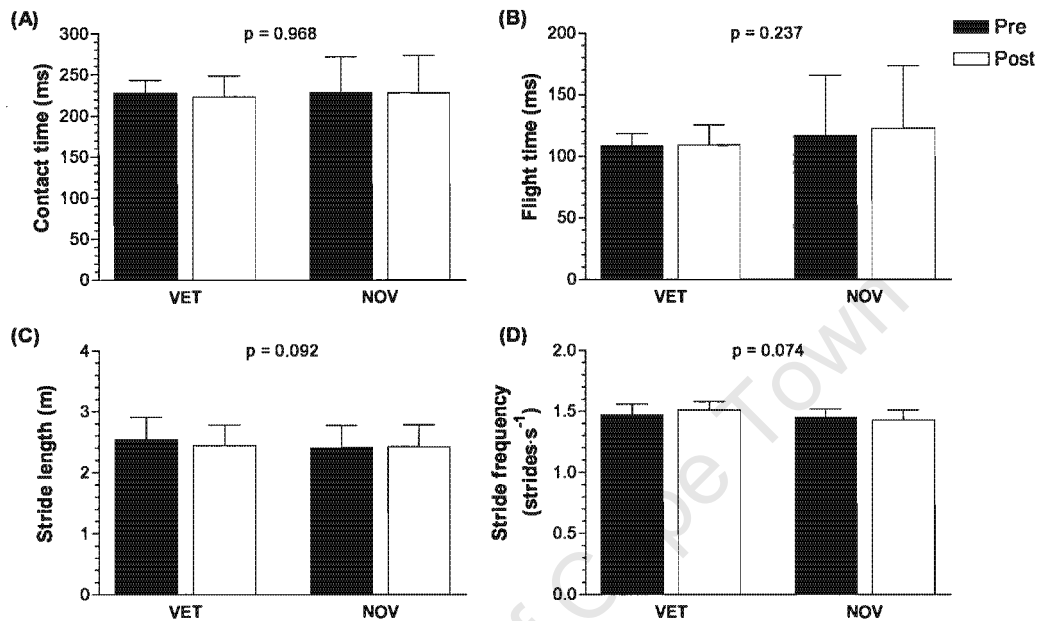 (A)
p = 0.968
Contact time (ms)
300
250
200
150
100
50
0
VET NOV
(B)
p = 0.237
Flight time (ms)
200
150
100
50
0
VET NOV
Pre
Post
(C)
p = 0.092
Stride length (m)
4
3
2
1
0
VET NOV
(D)
p = 0.074
Stride frequency
(strides·s⁻¹)
2.0
1.5
1.0
0.5
0.0
VET NOV
of Cape Town